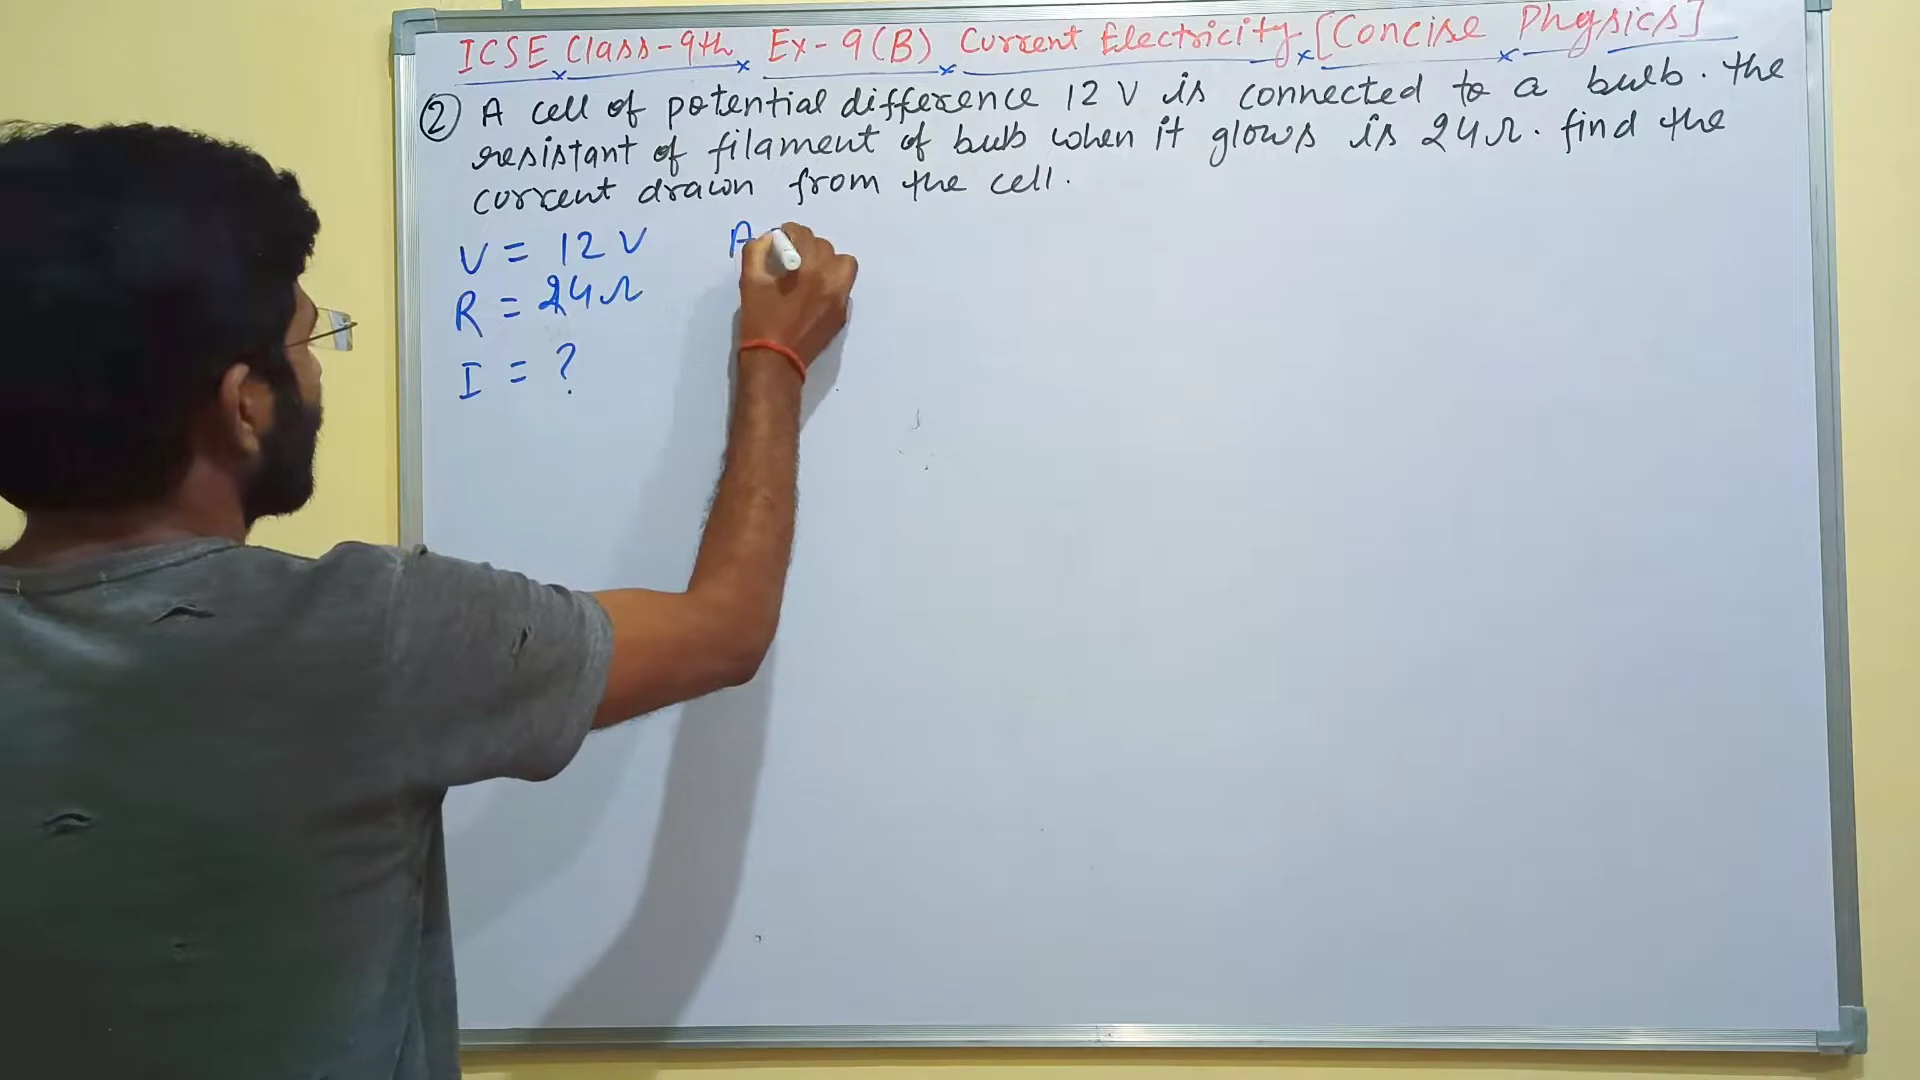 ICSE Class-9th Ex-9(B) Current Electricity [Concise Physics]
② A cell of potential difference 12 V is connected to a bulb. the
resistant of filament of bulb when it glows is 24Ω. find the
current drawn from the cell.
V = 12 V A
R = 24Ω
I = ?